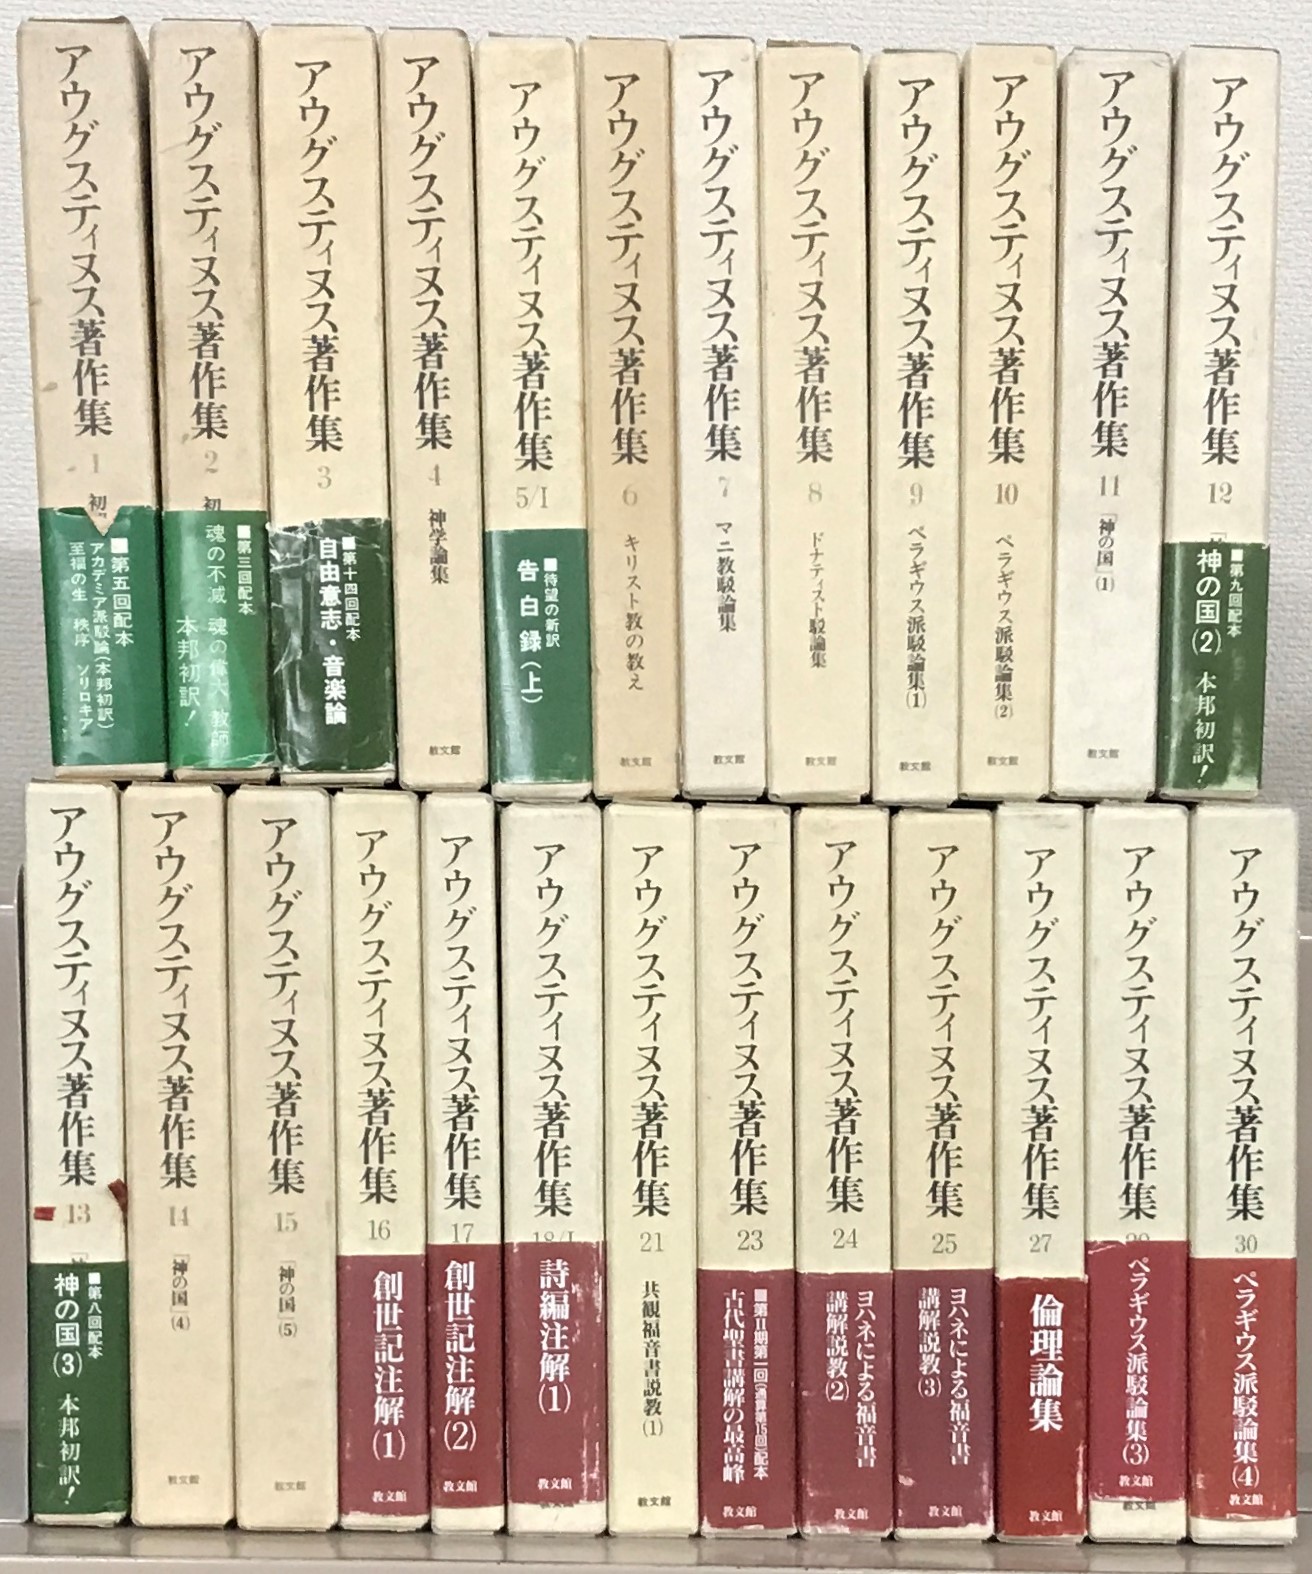 アウグスティヌス著作集
1
初
■第五回配本
アカデミア派駁論(本邦初訳)
至福の生 秩序 ソリロキア
アウグスティヌス著作集
2
初
■第三回配本
魂の不滅 魂の偉大 教師
本邦初訳!
アウグスティヌス著作集
3
■第十四回配本
自由意志・音楽論
アウグスティヌス著作集
4
神学論集
教文館
アウグスティヌス著作集
5/I
■待望の新訳
告白録(上)
アウグスティヌス著作集
6
キリスト教の教え
教文館
アウグスティヌス著作集
7
マニ教駁論集
教文館
アウグスティヌス著作集
8
ドナティスト駁論集
教文館
アウグスティヌス著作集
9
ペラギウス派駁論集(1)
教文館
アウグスティヌス著作集
10
ペラギウス派駁論集(2)
教文館
アウグスティヌス著作集
11
「神の国」(1)
教文館
アウグスティヌス著作集
12
■第九回配本
神の国(2) 本邦初訳!
アウグスティヌス著作集
13
■第八回配本
神の国(3) 本邦初訳!
アウグスティヌス著作集
14
「神の国」(4)
教文館
アウグスティヌス著作集
15
「神の国」(5)
教文館
アウグスティヌス著作集
16
創世記注解(1)
教文館
アウグスティヌス著作集
17
創世記注解(2)
教文館
アウグスティヌス著作集
18/I
詩編注解(1)
教文館
アウグスティヌス著作集
21
共観福音書説教(1)
教文館
アウグスティヌス著作集
23
■第II期第一回(通算第15回)配本
古代聖書講解の最高峰
教文館
アウグスティヌス著作集
24
ヨハネによる福音書
講解説教(2)
教文館
アウグスティヌス著作集
25
ヨハネによる福音書
講解説教(3)
教文館
アウグスティヌス著作集
27
倫理論集
教文館
アウグスティヌス著作集
29
ペラギウス派駁論集(3)
教文館
教文館
アウグスティヌス著作集
30
ペラギウス派駁論集(4)
教文館